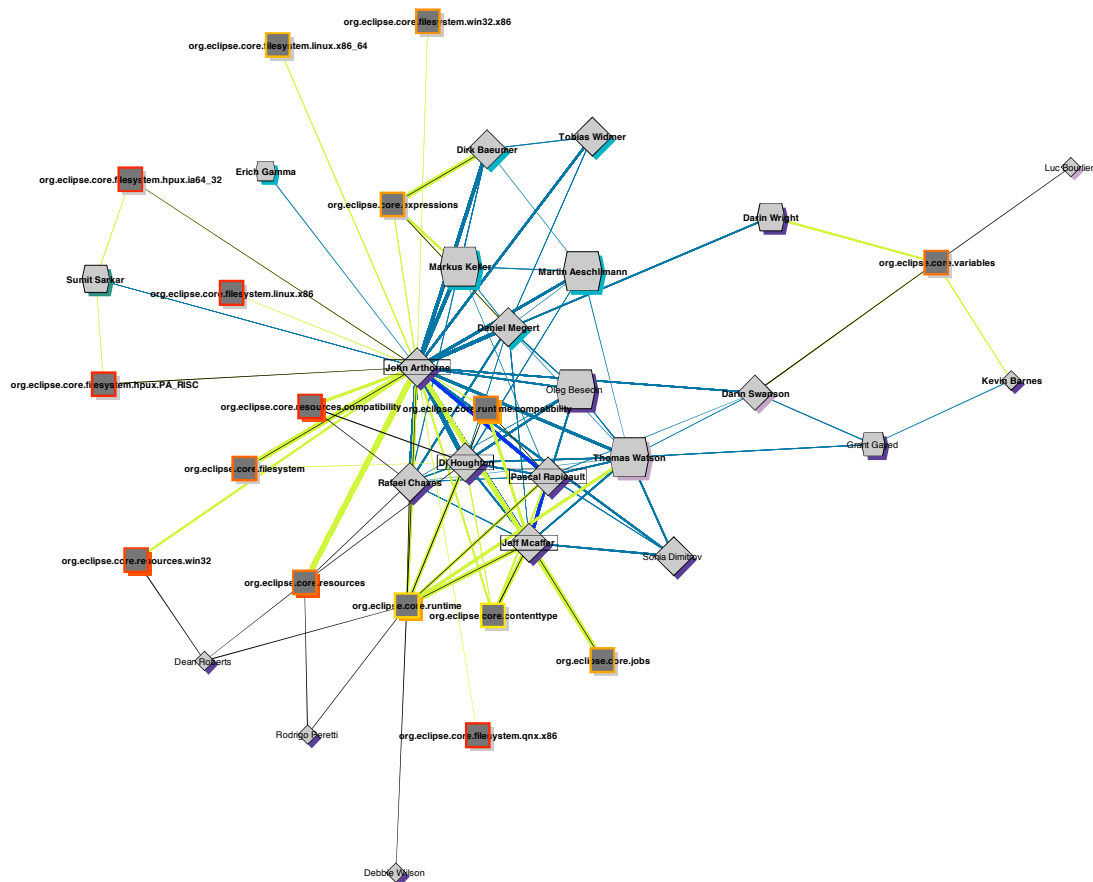 org.eclipse.core.filesystem.win32.x86
org.eclipse.core.filesystem.linux.x86_64
Tobias Widmer
Dirk Baeumer
Luc Bourlier
Erich Gamma
org.eclipse.core.filesystem.hpux.ia64_32
org.eclipse.core.expressions
Darin Wright
org.eclipse.core.variables
Markus Keller
Martin Aeschlimann
Sumit Sarkar
org.eclipse.core.filesystem.linux.x86
Daniel Megert
John Arthorne
Kevin Barnes
org.eclipse.core.filesystem.hpux.PA_RISC
Oleg Besedin
Darin Swanson
org.eclipse.core.resources.compatibility
org.eclipse.core.runtime.compatibility
Grant Gayed
Thomas Watson
DJ Houghton
org.eclipse.core.filesystem
Pascal Rapicault
Rafael Chaves
Jeff Mcaffer
Sonia Dimitrov
org.eclipse.core.resources.win32
org.eclipse.core.resources
org.eclipse.core.runtime
org.eclipse.core.contenttype
Dean Roberts
org.eclipse.core.jobs
Rodrigo Peretti
org.eclipse.core.filesystem.qnx.x86
Debbie Wilson